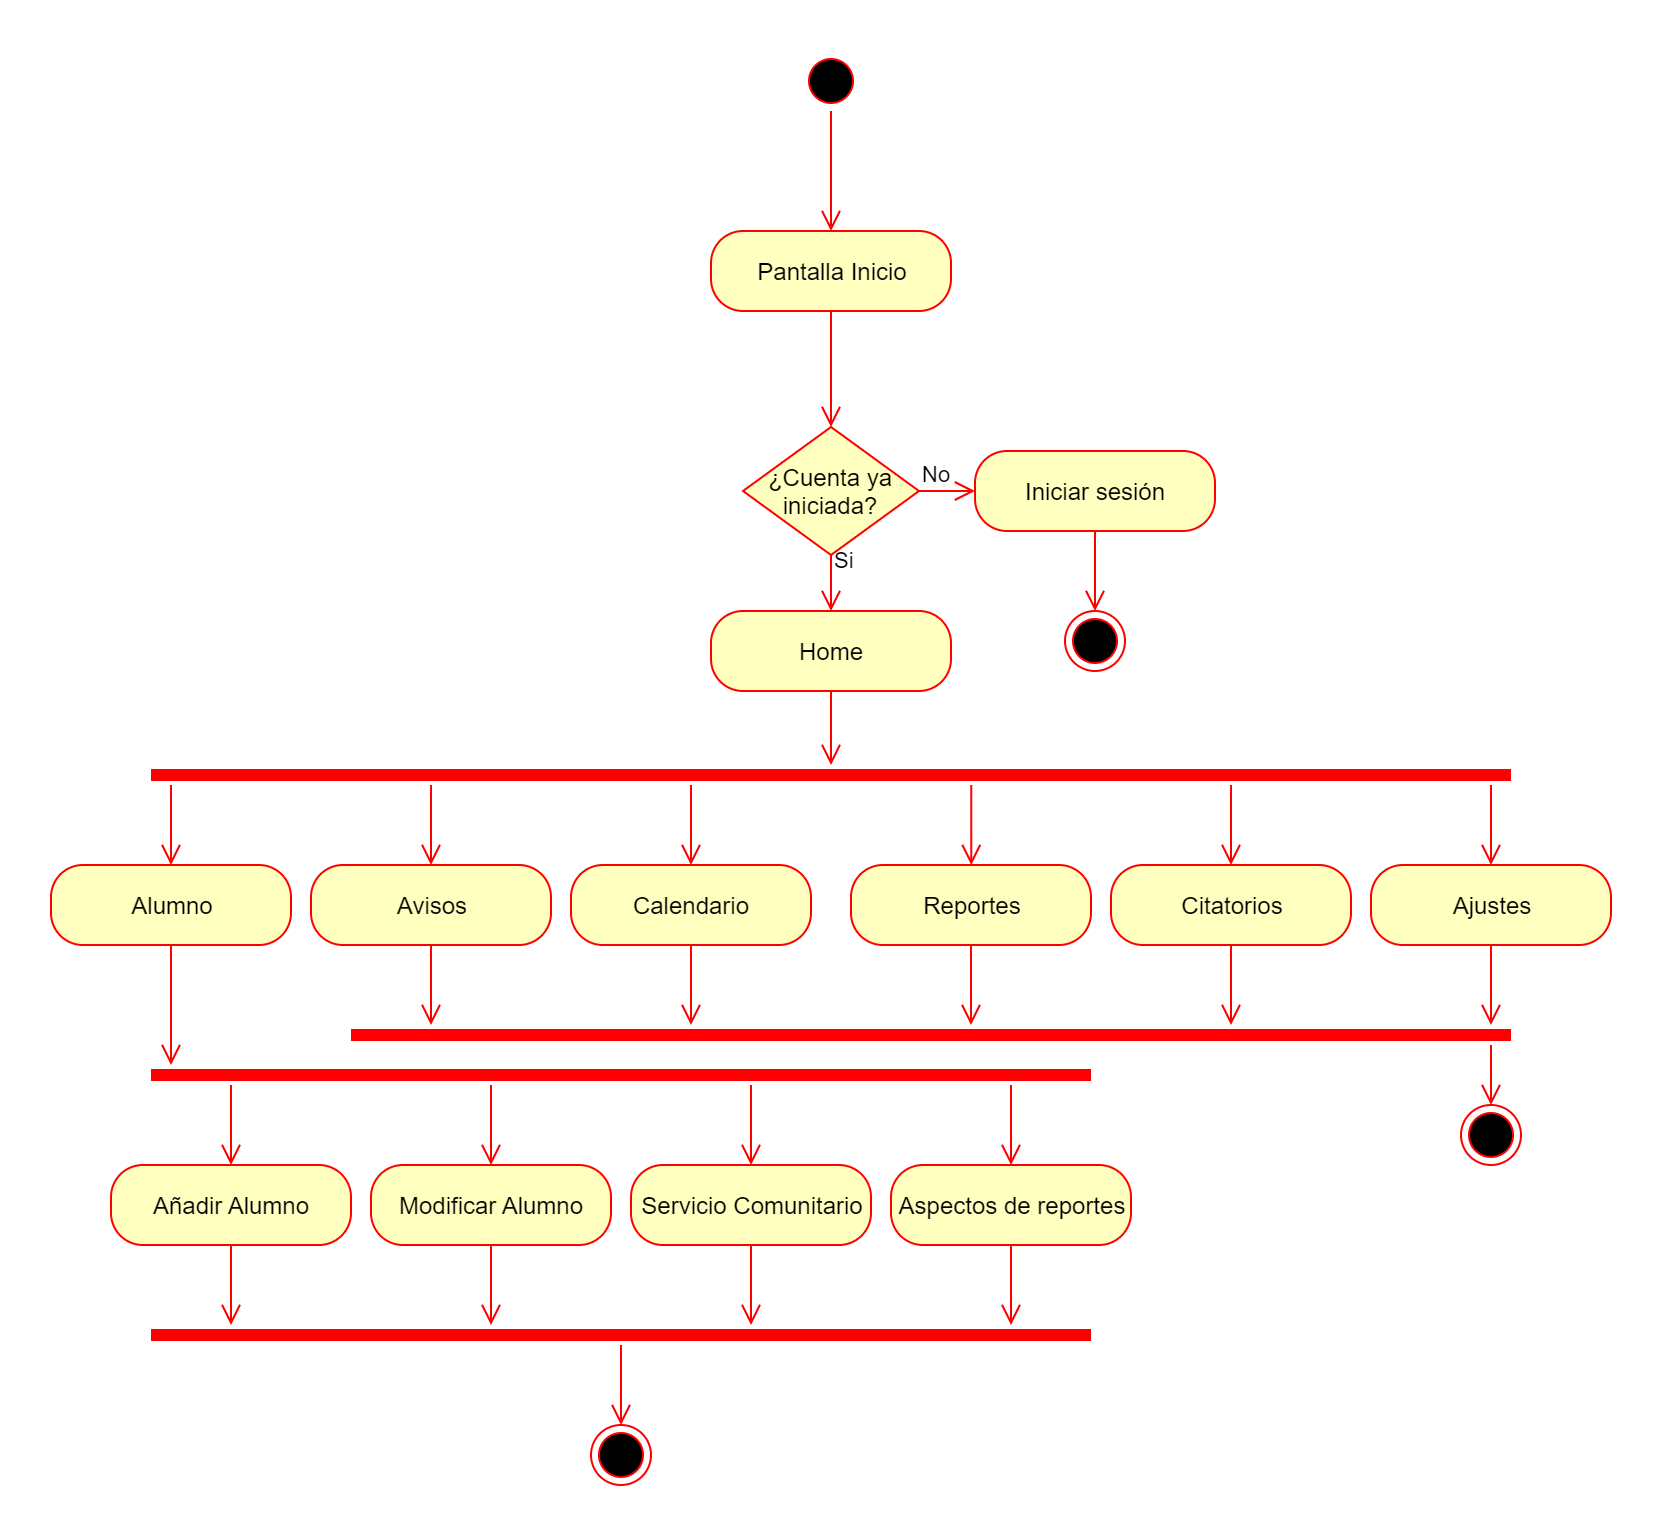 Pantalla Inicio
¿Cuenta ya
iniciada?
No
Iniciar sesión
Si
Home
Alumno
Avisos
Calendario
Reportes
Citatorios
Ajustes
Añadir Alumno
Modificar Alumno
Servicio Comunitario
Aspectos de reportes